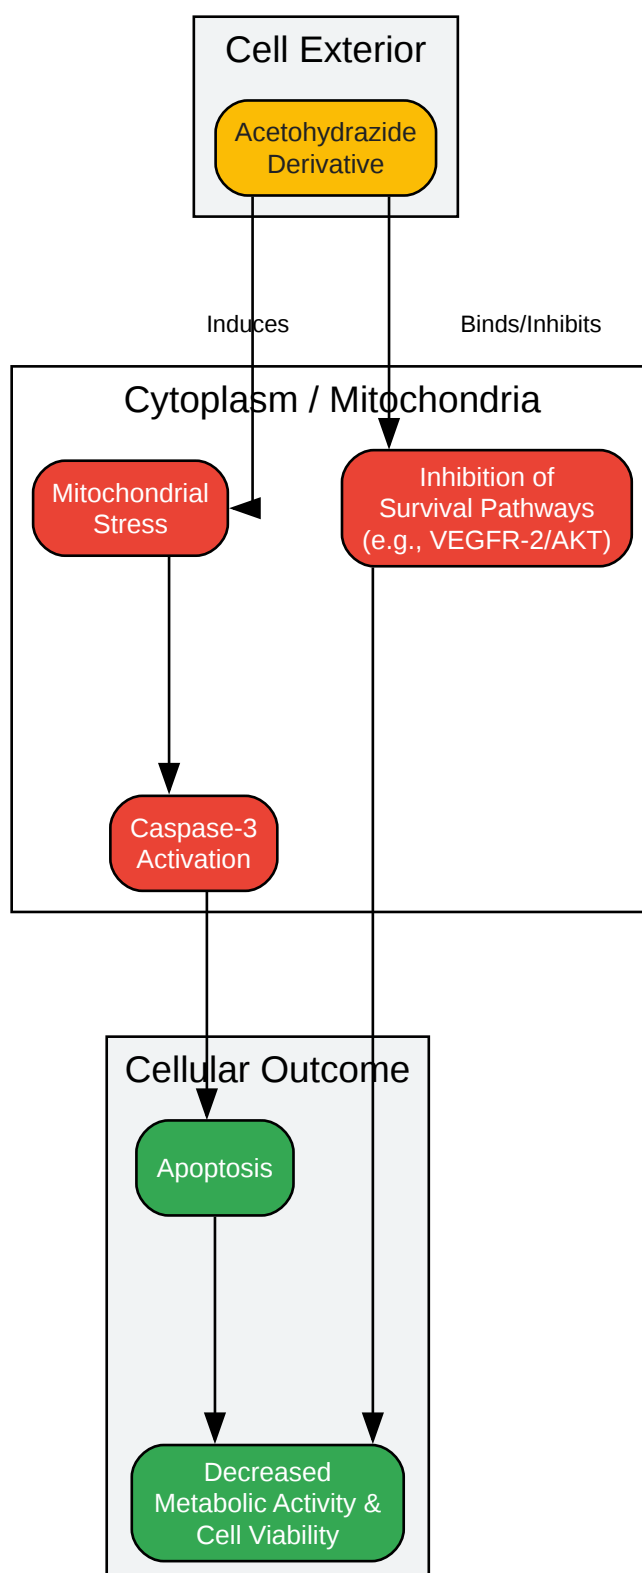 Cell Exterior
Acetohydrazide
Derivative
Induces
Binds/Inhibits
Cytoplasm / Mitochondria
Mitochondrial
Stress
Inhibition of
Survival Pathways
(e.g., VEGFR-2/AKT)
Caspase-3
Activation
Cellular Outcome
Apoptosis
Decreased
Metabolic Activity &
Cell Viability